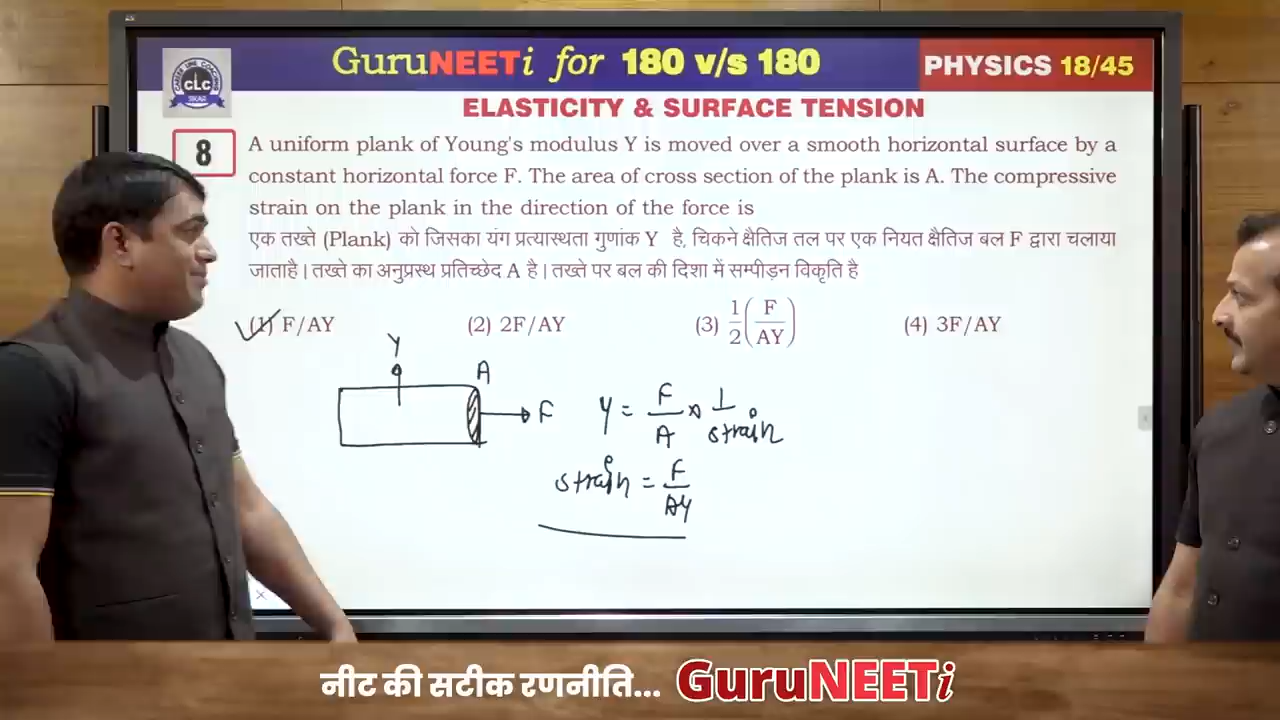 GuruNEETi for 180 v/s 180
PHYSICS 18/45
CLC
SIKAR
ELASTICITY & SURFACE TENSION
8
A uniform plank of Young's modulus Y is moved over a smooth horizontal surface by a
constant horizontal force F. The area of cross section of the plank is A. The compressive
strain on the plank in the direction of the force is
एक तख्ते (Plank) को जिसका यंग प्रत्यास्थता गुणांक Y है, चिकने क्षैतिज तल पर एक नियत क्षैतिज बल F द्वारा चलाया
जाताहै। तख्ते का अनुप्रस्थ प्रतिच्छेद A है। तख्ते पर बल की दिशा में सम्पीड़न विकृति है
(1) F/AY (2) 2F/AY (3) 1/2(F/AY) (4) 3F/AY
Y
A
F
Y = F/A × 1/strain
strain = F/AY
नीट की सटीक रणनीति... GuruNEETi